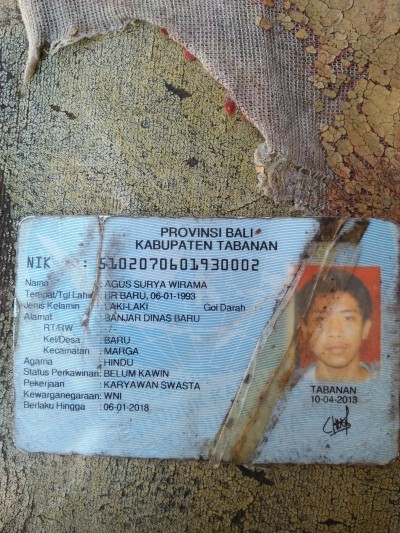 PROVINSI BALI
KABUPATEN TABANAN
NIK : 5102070601930002
Nama : AGUS SURYA WIRAMA
Tempat/Tgl Lahir : BR BARU, 06-01-1993
Jenis Kelamin : LAKI-LAKI Gol Darah :
Alamat : BANJAR DINAS BARU
RT/RW :
Kel/Desa : BARU
Kecamatan : MARGA
Agama : HINDU
Status Perkawinan: BELUM KAWIN
Pekerjaan : KARYAWAN SWASTA
Kewarganegaraan: WNI
Berlaku Hingga : 06-01-2018
TABANAN
10-04-2013